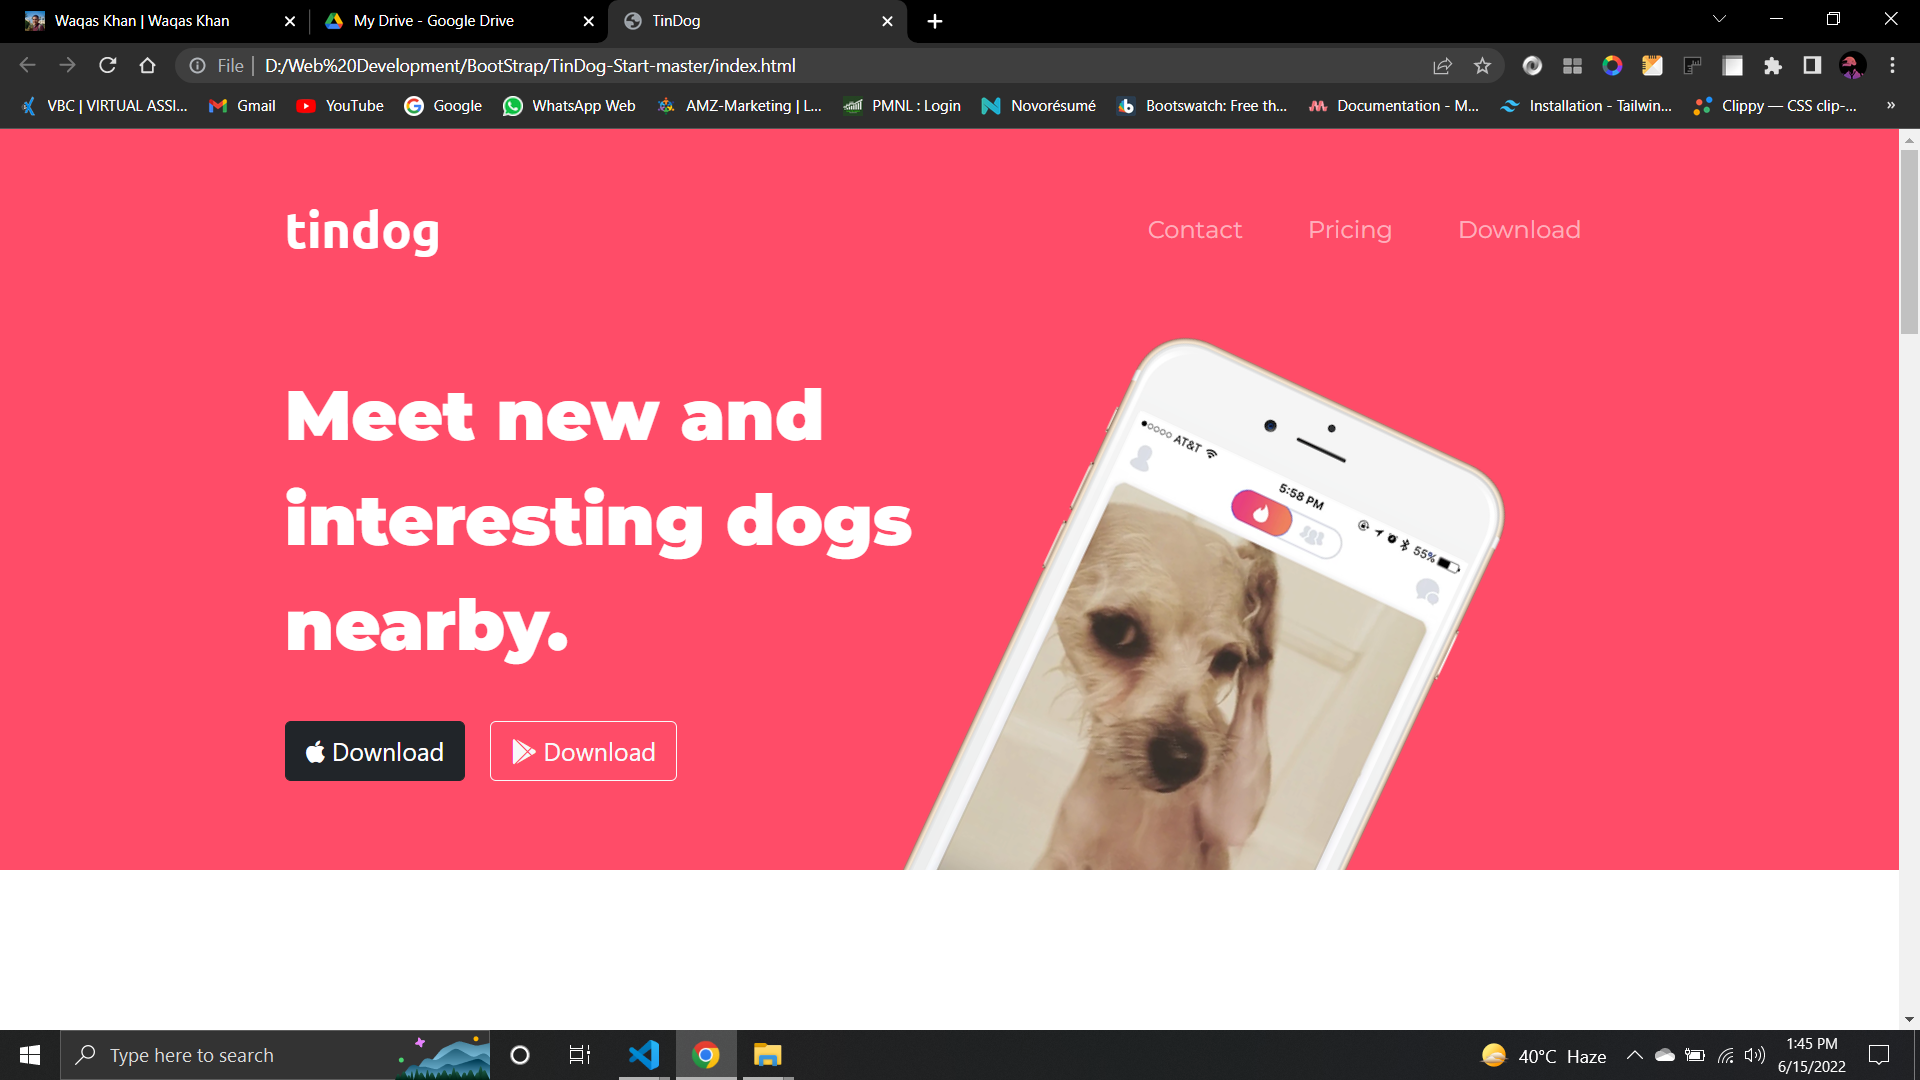 Waqas Khan | Waqas Khan
My Drive - Google Drive
TinDog
File
D:/Web%20Development/BootStrap/TinDog-Start-master/index.html
VBC | VIRTUAL ASSI...
Gmail
YouTube
Google
WhatsApp Web
AMZ-Marketing | L...
PMNL : Login
Novorésumé
Bootswatch: Free th...
Documentation - M...
Installation - Tailwin...
Clippy — CSS clip-...
»
tindog
Contact
Pricing
Download
Meet new and
interesting dogs
nearby.
Download
Download
AT&T
5:58 PM
55%
Type here to search
40°C Haze
1:45 PM
6/15/2022